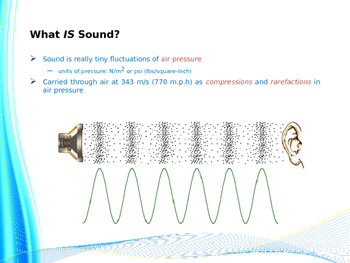 What IS Sound?
➢ Sound is really tiny fluctuations of air pressure
– units of pressure: N/m2 or psi (lbs/square-inch)
➢ Carried through air at 343 m/s (770 m.p.h) as compressions and rarefactions in
air pressure